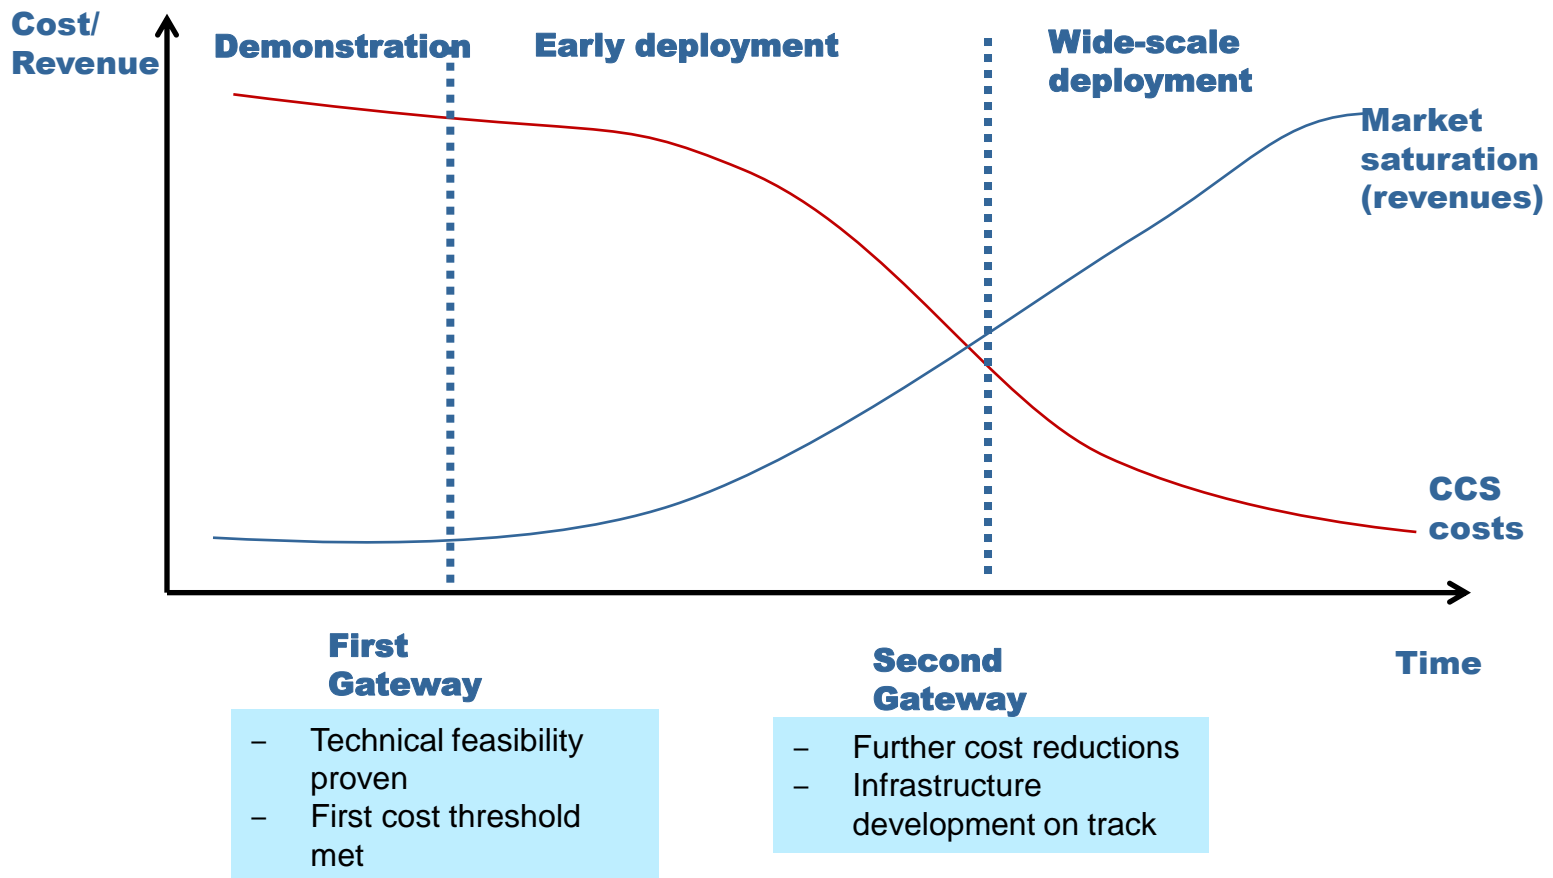 Cost/
Revenue
Demonstration
Early deployment
Wide-scale
deployment
Market
saturation
(revenues)
CCS
costs
Time
First
Gateway
– Technical feasibility
proven
– First cost threshold
met
Second
Gateway
– Further cost reductions
– Infrastructure
development on track